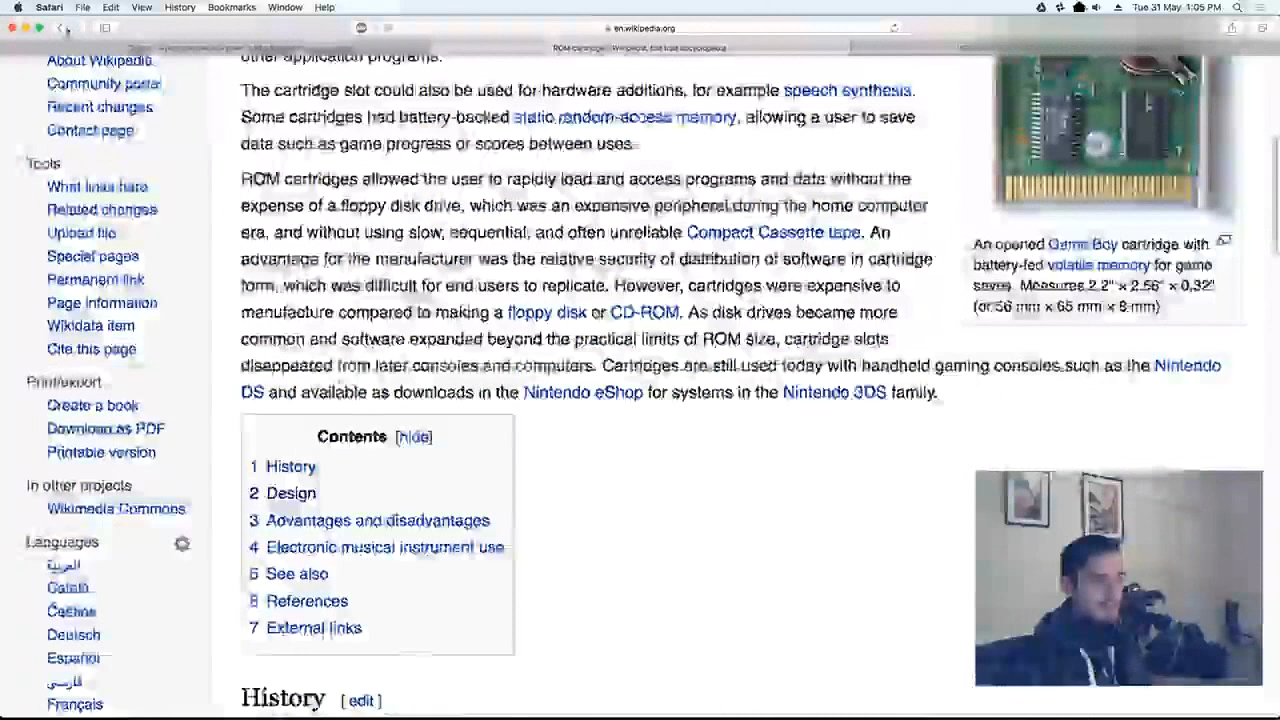 Safari File Edit View History Bookmarks Window Help
Tue 31 May 1:05 PM
en.wikipedia.org
ROM cartridge - Wikipedia, the free encyclopedia
About Wikipedia
Community portal
Recent changes
Contact page
Tools
What links here
Related changes
Upload file
Special pages
Permanent link
Page information
Wikidata item
Cite this page
Print/export
Create a book
Download as PDF
Printable version
In other projects
Wikimedia Commons
Languages
العربية
Català
Čeština
Deutsch
Español
فارسی
Français
other application programs.
The cartridge slot could also be used for hardware additions, for example speech synthesis.
Some cartridges had battery-backed static random-access memory, allowing a user to save
data such as game progress or scores between uses.
ROM cartridges allowed the user to rapidly load and access programs and data without the
expense of a floppy disk drive, which was an expensive peripheral during the home computer
era, and without using slow, sequential, and often unreliable Compact Cassette tape. An
advantage for the manufacturer was the relative security of distribution of software in cartridge
form, which was difficult for end users to replicate. However, cartridges were expensive to
manufacture compared to making a floppy disk or CD-ROM. As disk drives became more
common and software expanded beyond the practical limits of ROM size, cartridge slots
disappeared from later consoles and computers. Cartridges are still used today with handheld gaming consoles such as the Nintendo
DS and available as downloads in the Nintendo eShop for systems in the Nintendo 3DS family.
An opened Game Boy cartridge with
battery-fed volatile memory for game
saves. Measures 2.2" x 2.56" x 0.32"
(or 56 mm x 65 mm x 8 mm)
Contents [hide]
1 History
2 Design
3 Advantages and disadvantages
4 Electronic musical instrument use
5 See also
6 References
7 External links
History [ edit ]